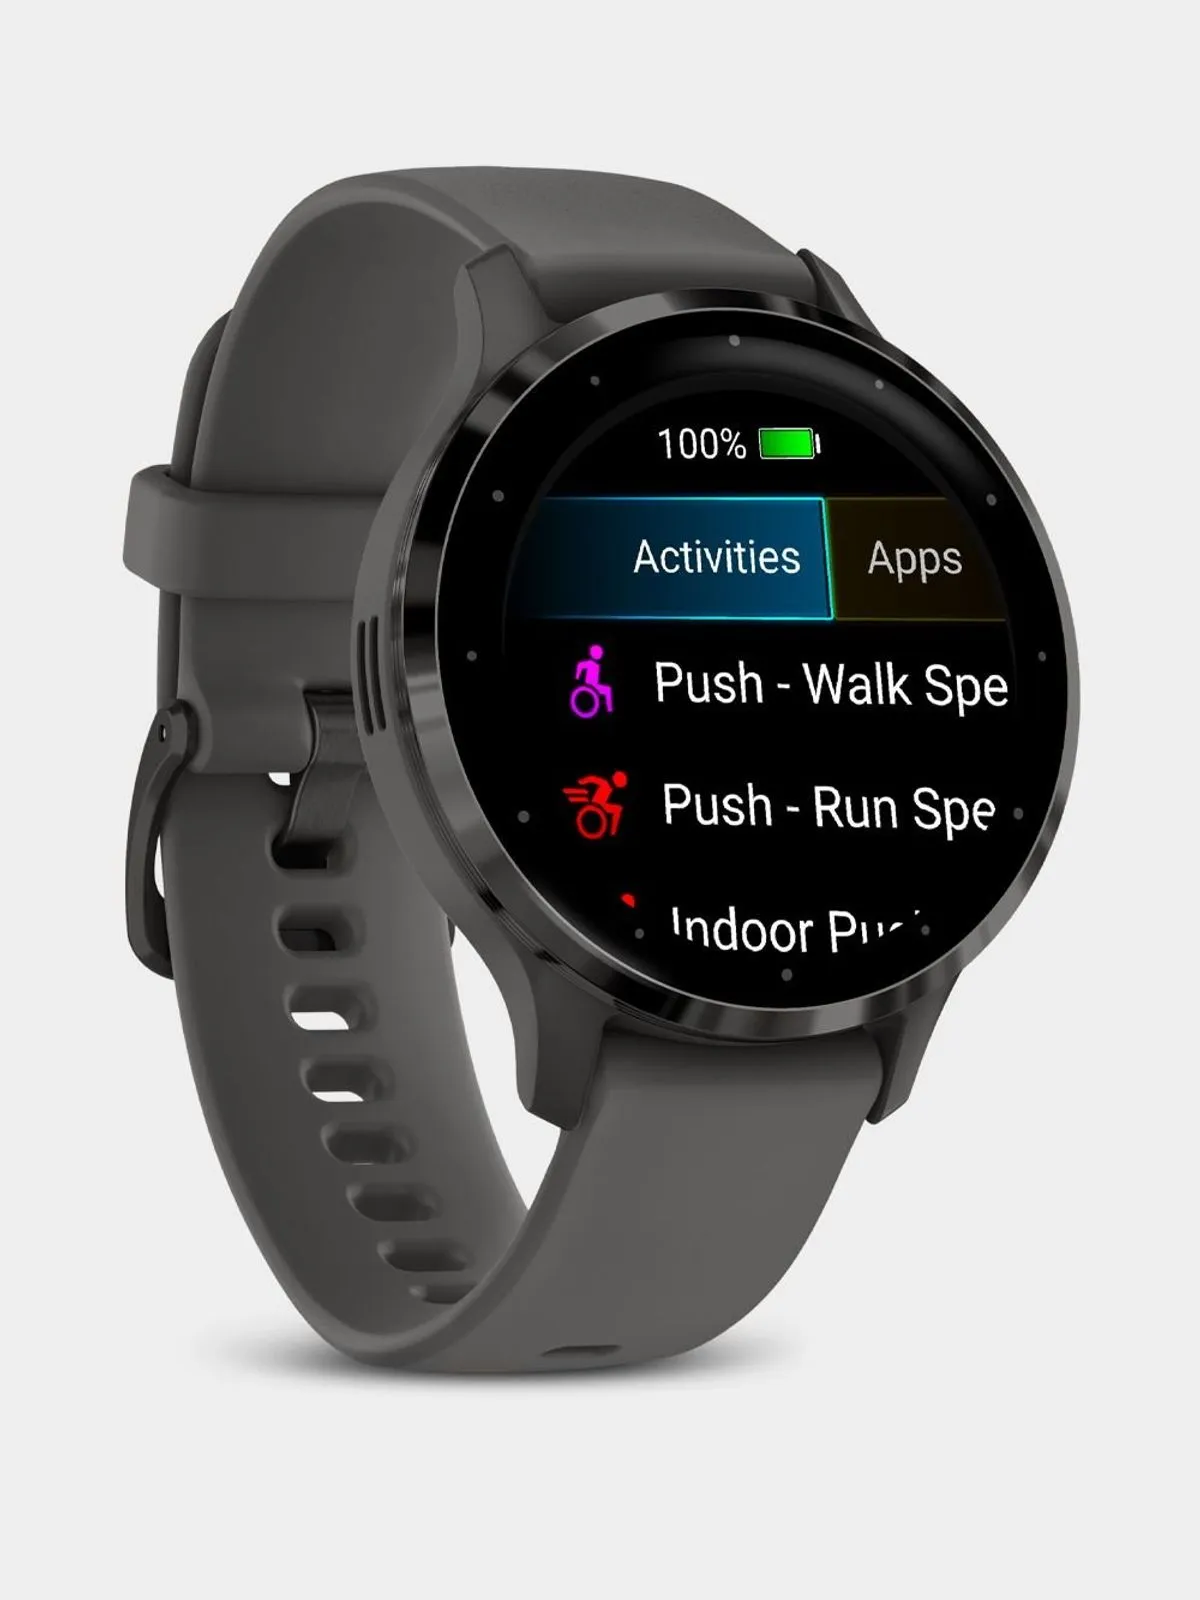 100%
Activities
Apps
Push - Walk Spe
Push - Run Spe
Indoor